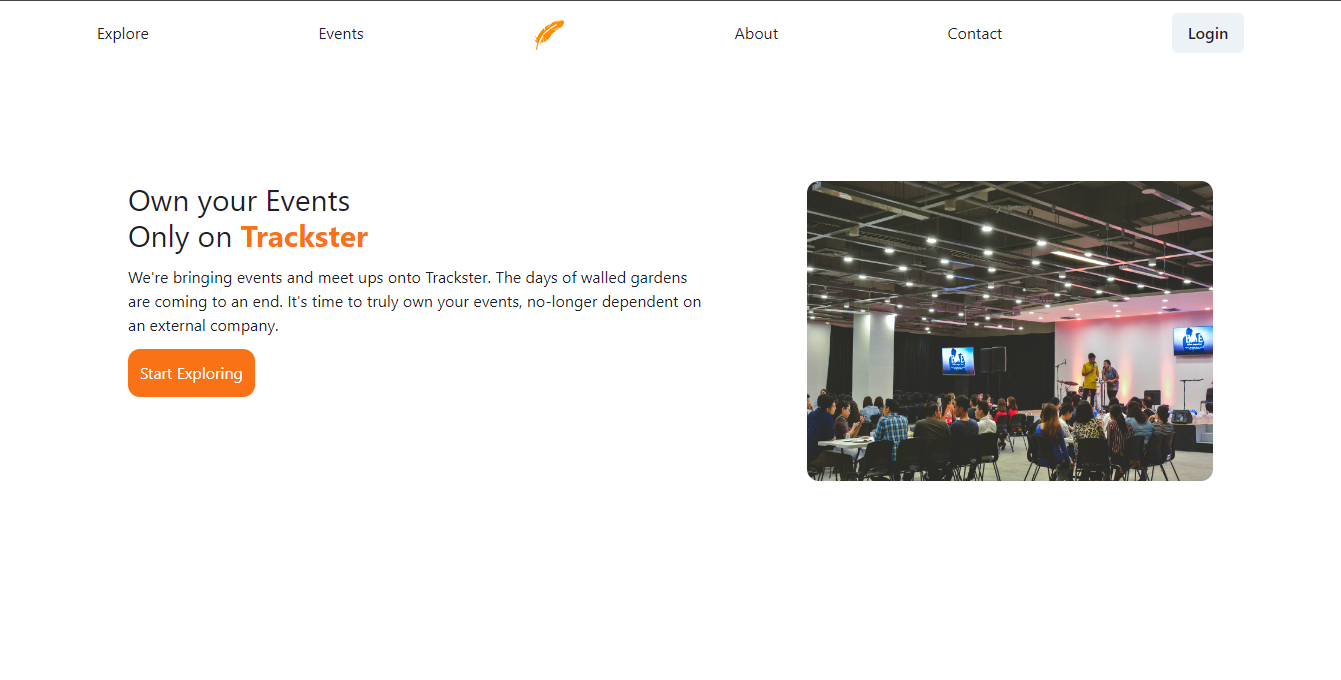 Explore
Events
About
Contact
Login
Own your Events
Only on Trackster
We're bringing events and meet ups onto Trackster. The days of walled gardens
are coming to an end. It's time to truly own your events, no-longer dependent on
an external company.
Start Exploring